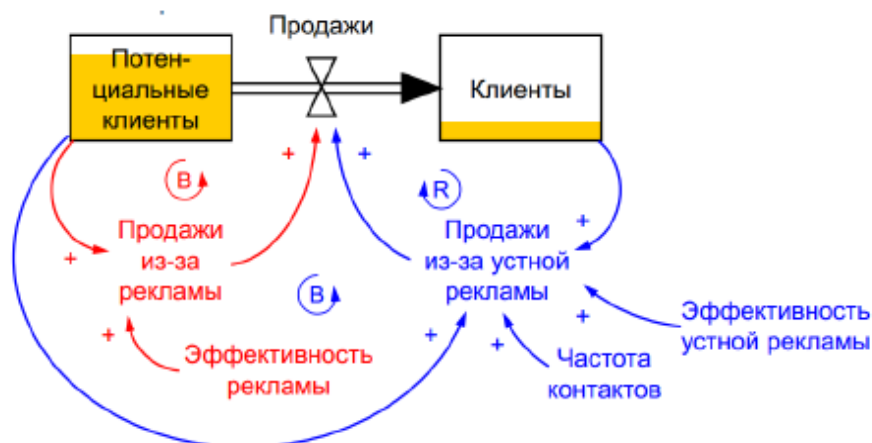 Продажи
Потен-
циальные
клиенты
Клиенты
+
+
B
R
+
Продажи
из-за
рекламы
+
Продажи
из-за устной
рекламы
B
+
+
+
+
Эффективность
рекламы
Частота
контактов
Эффективность
устной рекламы